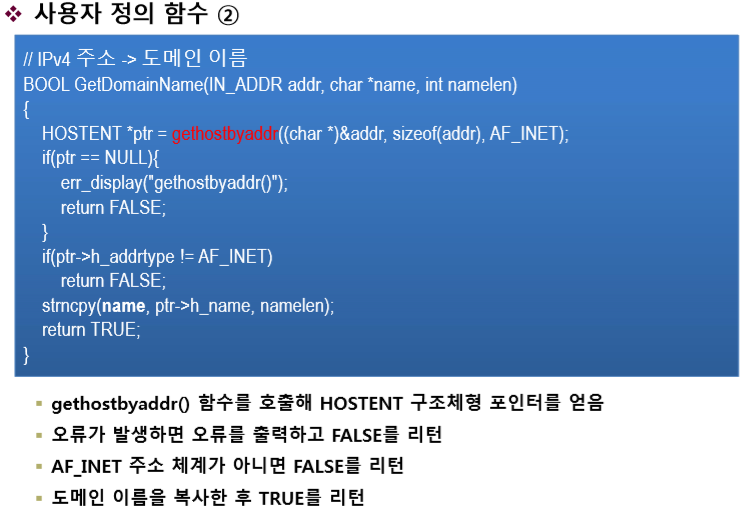 ❖ 사용자 정의 함수 ②
// IPv4 주소 -> 도메인 이름
BOOL GetDomainName(IN_ADDR addr, char *name, int namelen)
{
HOSTENT *ptr = gethostbyaddr((char *)&addr, sizeof(addr), AF_INET);
if(ptr == NULL){
err_display("gethostbyaddr()");
return FALSE;
}
if(ptr->h_addrtype != AF_INET)
return FALSE;
strncpy(name, ptr->h_name, namelen);
return TRUE;
}
▪ gethostbyaddr() 함수를 호출해 HOSTENT 구조체형 포인터를 얻음
▪ 오류가 발생하면 오류를 출력하고 FALSE를 리턴
▪ AF_INET 주소 체계가 아니면 FALSE를 리턴
▪ 도메인 이름을 복사한 후 TRUE를 리턴